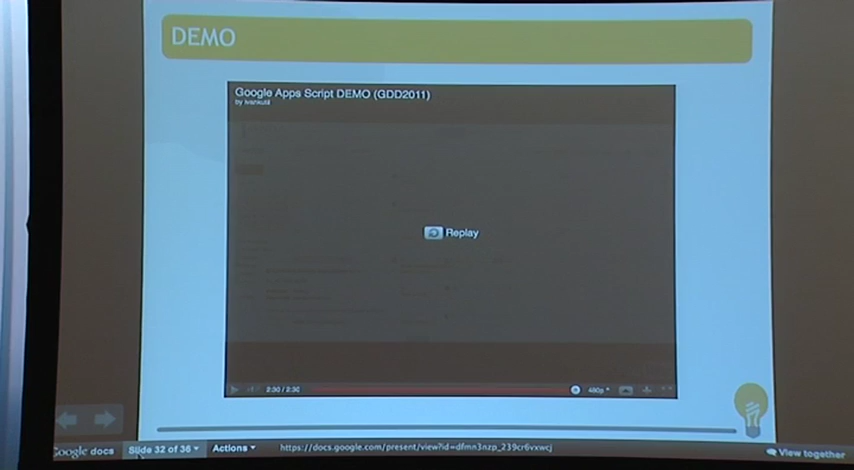 DEMO
Google Apps Script DEMO (GDD2011)
by ivankutil
Replay
2:30 / 2:30
480p
Google docs
Slide 32 of 36
Actions
https://docs.google.com/present/view?id=dfmn3nzp_239cr6vxwcj
View together